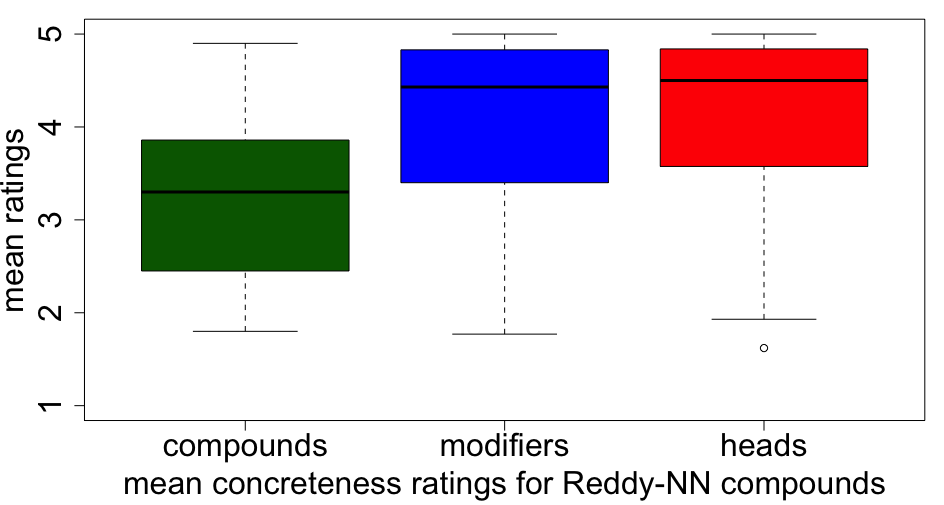 mean ratings
5
4
3
2
1
compounds modifiers heads
mean concreteness ratings for Reddy-NN compounds